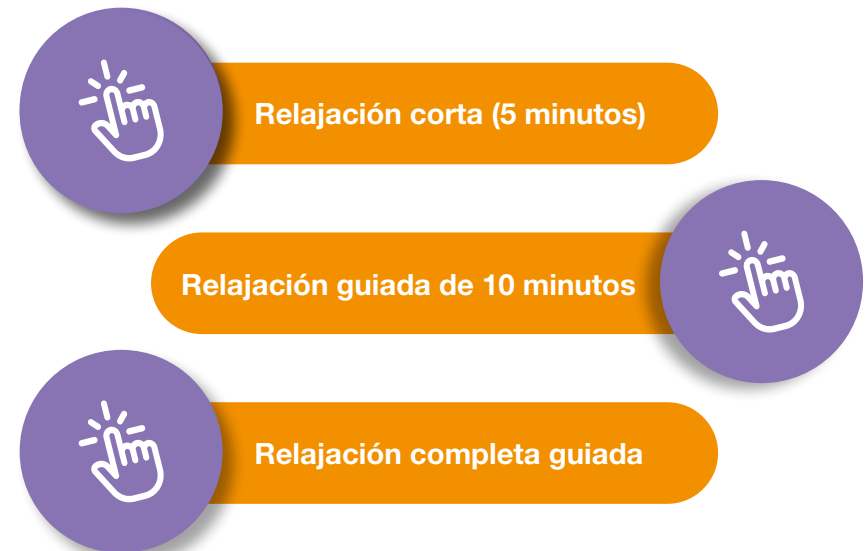 Relajación corta (5 minutos)
Relajación guiada de 10 minutos
Relajación completa guiada